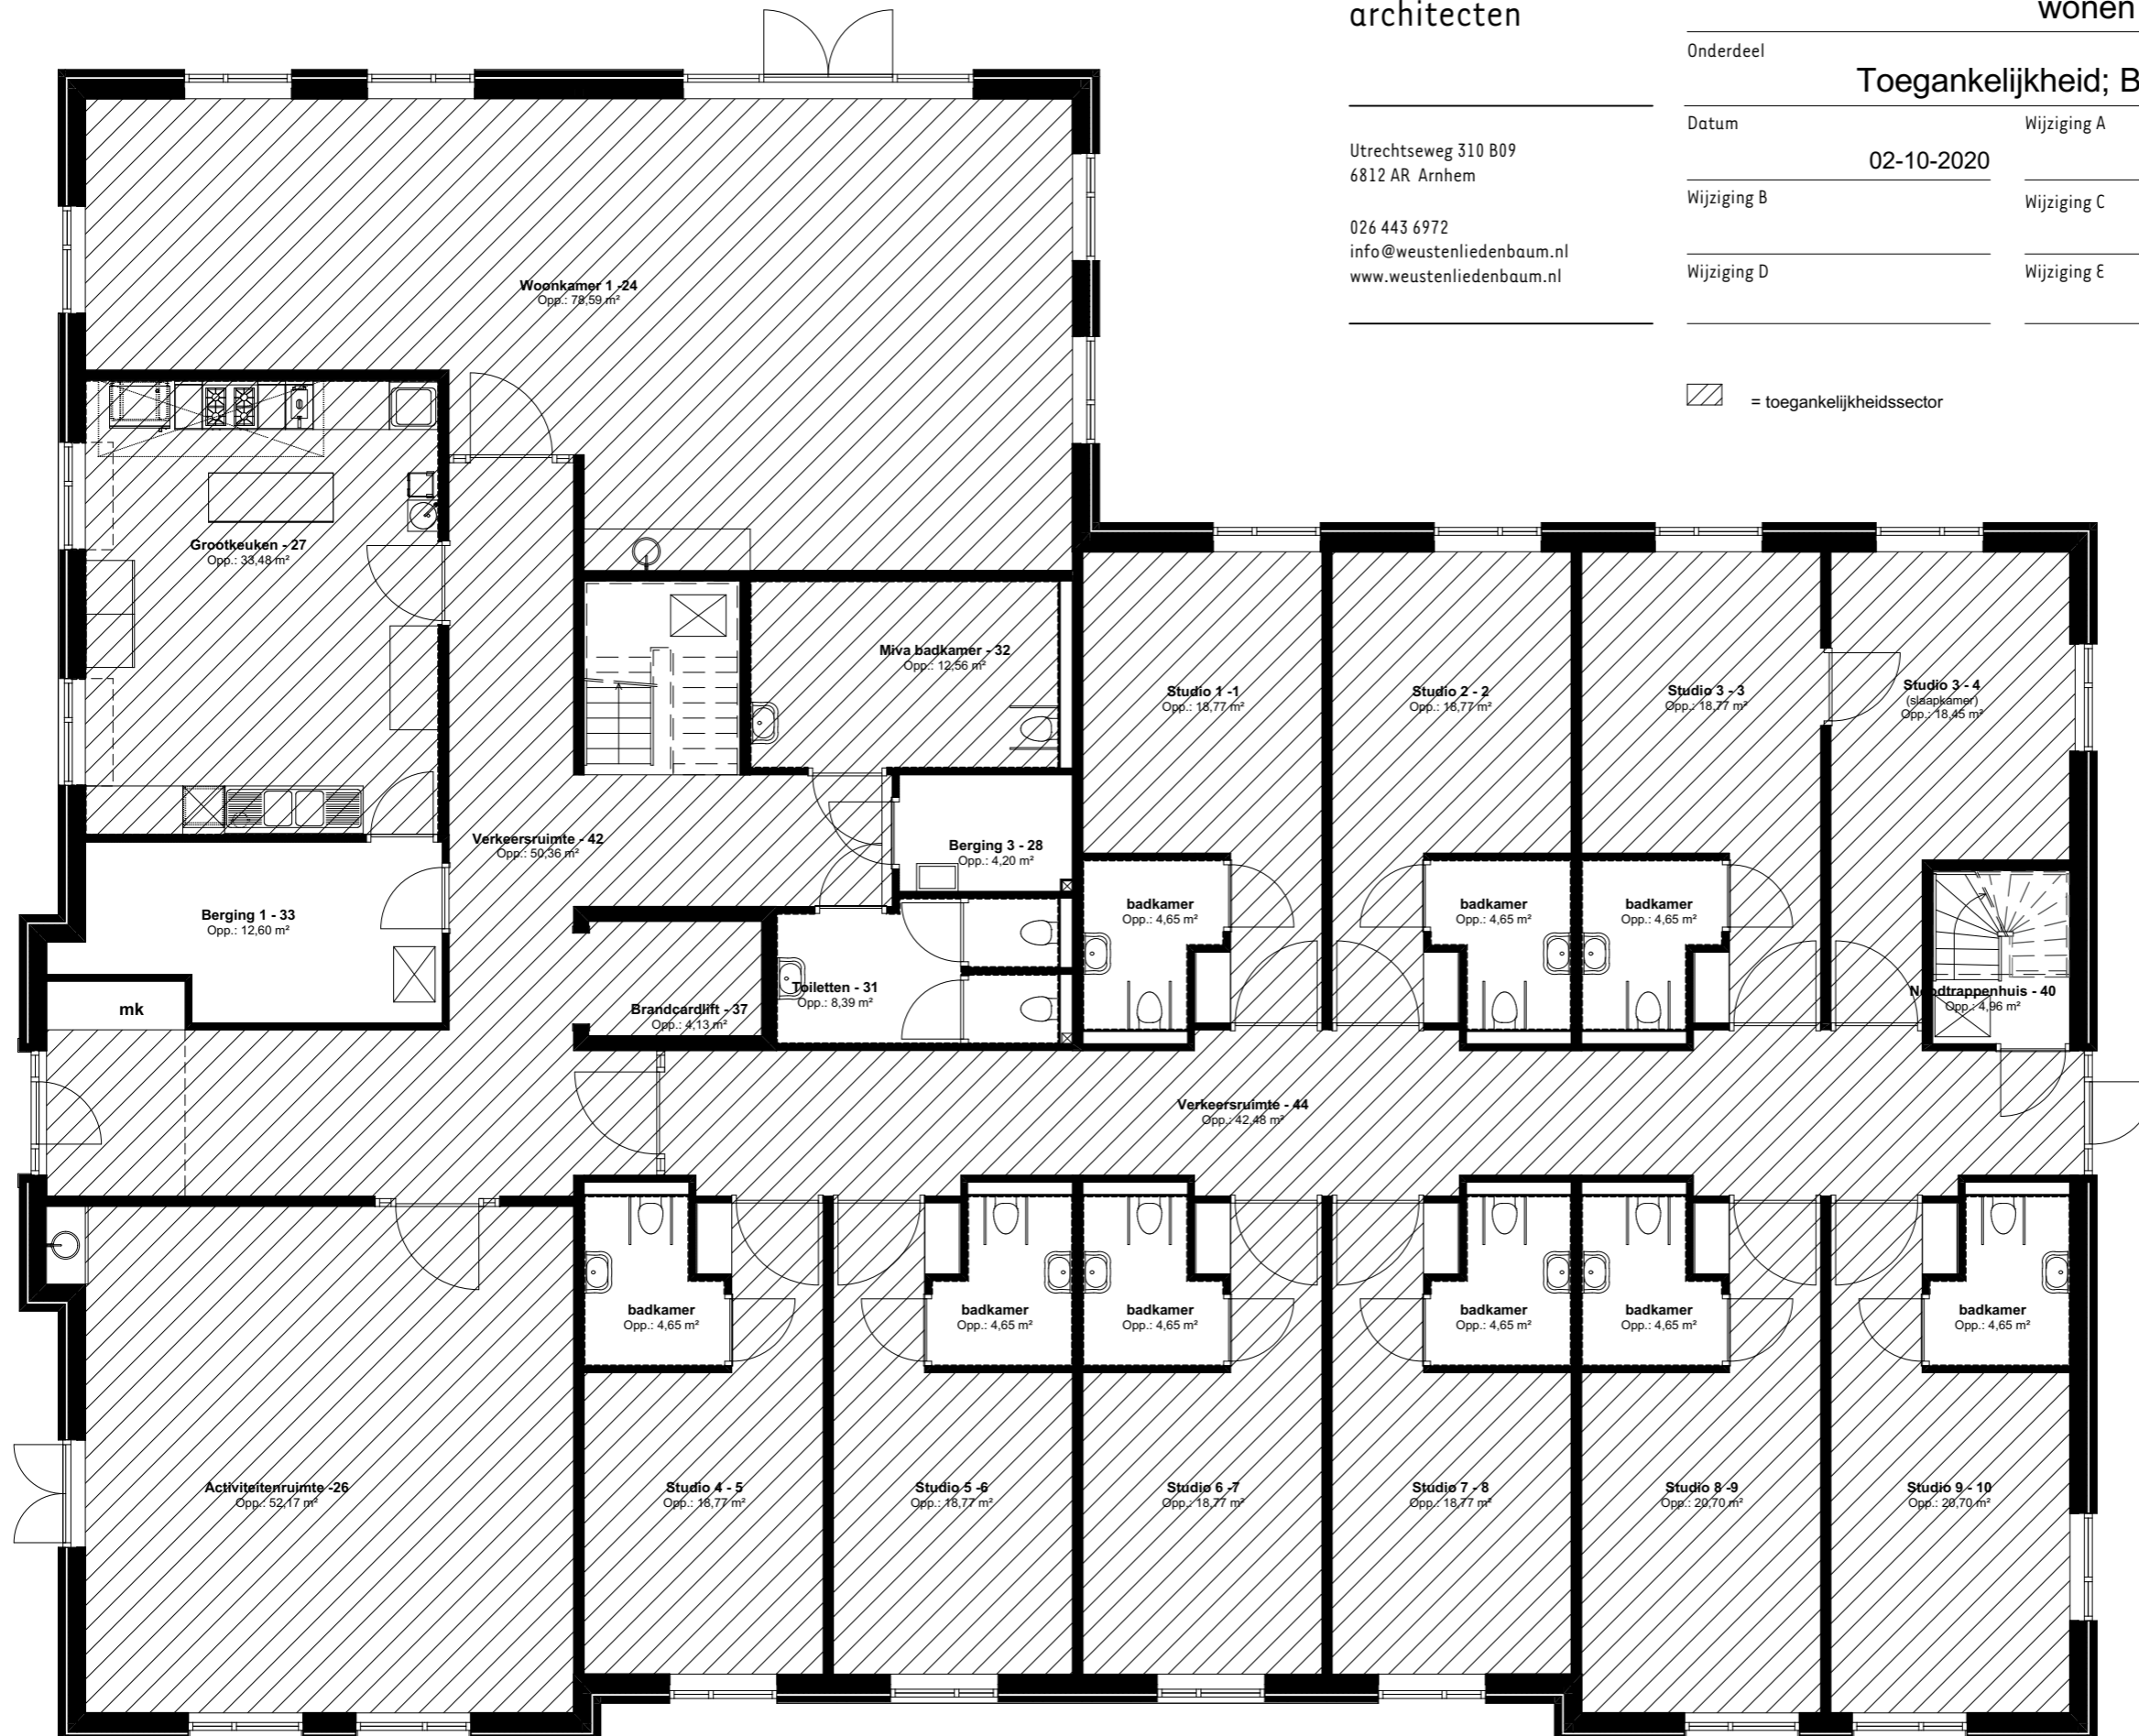 architecten
wonen
Onderdeel
Toegankelijkheid; B
Datum
Wijziging A
02-10-2020
Utrechtseweg 310 B09
6812 AR Arnhem
Wijziging B
Wijziging C
026 443 6972
info@weustenliedenbaum.nl
www.weustenliedenbaum.nl
Wijziging D
Wijziging E
= toegankelijkheidssector
Woonkamer 1 -24
Opp.: 78,59 m²
Grootkeuken - 27
Opp.: 33,48 m²
Miva badkamer - 32
Opp.: 12,56 m²
Studio 1 -1
Opp.: 18,77 m²
Studio 2 - 2
Opp.: 18,77 m²
Studio 3 - 3
Opp.: 18,77 m²
Studio 3 - 4
(slaapkamer)
Opp.: 18,45 m²
Verkeersruimte - 42
Opp.: 50,36 m²
Berging 3 - 28
Opp.: 4,20 m²
badkamer
Opp.: 4,65 m²
badkamer
Opp.: 4,65 m²
badkamer
Opp.: 4,65 m²
Berging 1 - 33
Opp.: 12,60 m²
mk
Brandcardlift - 37
Opp.: 4,13 m²
Toiletten - 31
Opp.: 8,39 m²
Noodtrappenhuis - 40
Opp.: 4,96 m²
Verkeersruimte - 44
Opp.: 42,48 m²
badkamer
Opp.: 4,65 m²
badkamer
Opp.: 4,65 m²
badkamer
Opp.: 4,65 m²
badkamer
Opp.: 4,65 m²
badkamer
Opp.: 4,65 m²
badkamer
Opp.: 4,65 m²
Activiteitenruimte -26
Opp.: 52,17 m²
Studio 4 - 5
Opp.: 18,77 m²
Studio 5 -6
Opp.: 18,77 m²
Studio 6 -7
Opp.: 18,77 m²
Studio 7 - 8
Opp.: 18,77 m²
Studio 8 -9
Opp.: 20,70 m²
Studio 9 - 10
Opp.: 20,70 m²